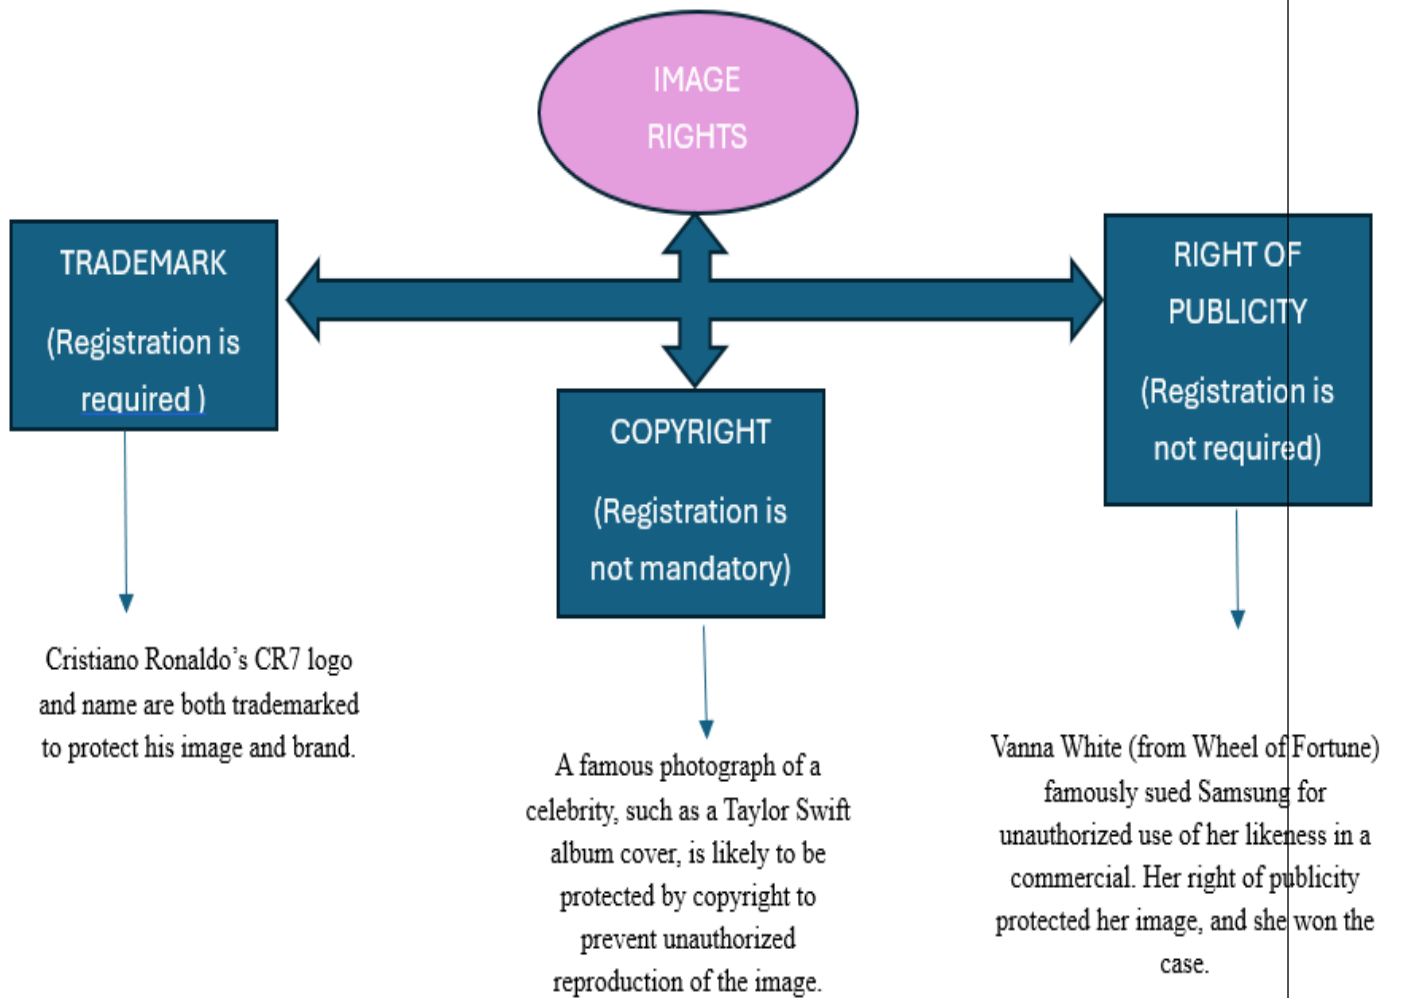 IMAGE
RIGHTS
TRADEMARK
(Registration is
required )
COPYRIGHT
(Registration is
not mandatory)
RIGHT OF
PUBLICITY
(Registration is
not required)
Cristiano Ronaldo’s CR7 logo
and name are both trademarked
to protect his image and brand.
A famous photograph of a
celebrity, such as a Taylor Swift
album cover, is likely to be
protected by copyright to
prevent unauthorized
reproduction of the image.
Vanna White (from Wheel of Fortune)
famously sued Samsung for
unauthorized use of her likeness in a
commercial. Her right of publicity
protected her image, and she won the
case.